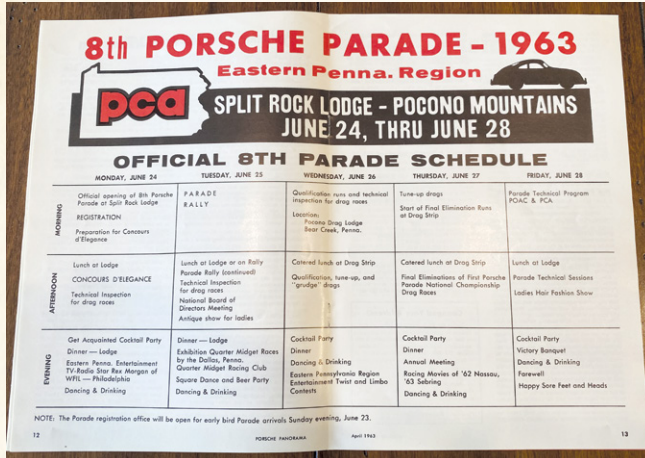 8th PORSCHE PARADE - 1963
Eastern Penna. Region
pca
SPLIT ROCK LODGE - POCONO MOUNTAINS
JUNE 24, THRU JUNE 28
OFFICIAL 8TH PARADE SCHEDULE
MONDAY, JUNE 24
TUESDAY, JUNE 25
WEDNESDAY, JUNE 26
THURSDAY, JUNE 27
FRIDAY, JUNE 28
MORNING
Official opening of 8th Porsche
Parade at Split Rock Lodge
REGISTRATION
Preparation for Concours
d'Elegance
PARADE
RALLY
Qualification runs and technical
inspection for drag races
Location:
Pocono Drag Lodge
Bear Creek, Penna.
Tune-up drags
Start of Final Elimination Runs
at Drag Strip
Parade Technical Program
POAC & PCA
AFTERNOON
Lunch at Lodge
CONCOURS D'ELEGANCE
Technical Inspection
for drag races
Lunch at Lodge or on Rally
Parade Rally (continued)
Technical Inspection
for drag races
National Board of
Directors Meeting
Antique show for ladies
Catered lunch at Drag Strip
Qualification, tune-up, and
"grudge" drags
Catered lunch at Drag Strip
Final Eliminations of First Porsche
Parade National Championship
Drag Races
Lunch at Lodge
Parade Technical Sessions
Ladies Hair Fashion Show
EVENING
Get Acquainted Cocktail Party
Dinner — Lodge
Eastern Penna. Entertainment
TV-Radio Star Rex Morgan of
WFIL — Philadelphia
Dancing & Drinking
Dinner — Lodge
Exhibition Quarter Midget Races
by the Dallas, Penna.
Quarter Midget Racing Club
Square Dance and Beer Party
Dancing & Drinking
Cocktail Party
Dinner
Dancing & Drinking
Eastern Pennsylvania Region
Entertainment Twist and Limbo
Contests
Cocktail Party
Dinner
Annual Meeting
Racing Movies of '62 Nassau,
'63 Sebring
Dancing & Drinking
Cocktail Party
Victory Banquet
Dancing & Drinking
Farewell
Happy Sore Feet and Heads
NOTE: The Parade registration office will be open for early bird Parade arrivals Sunday evening, June 23.
12
PORSCHE PANORAMA
April 1963
13